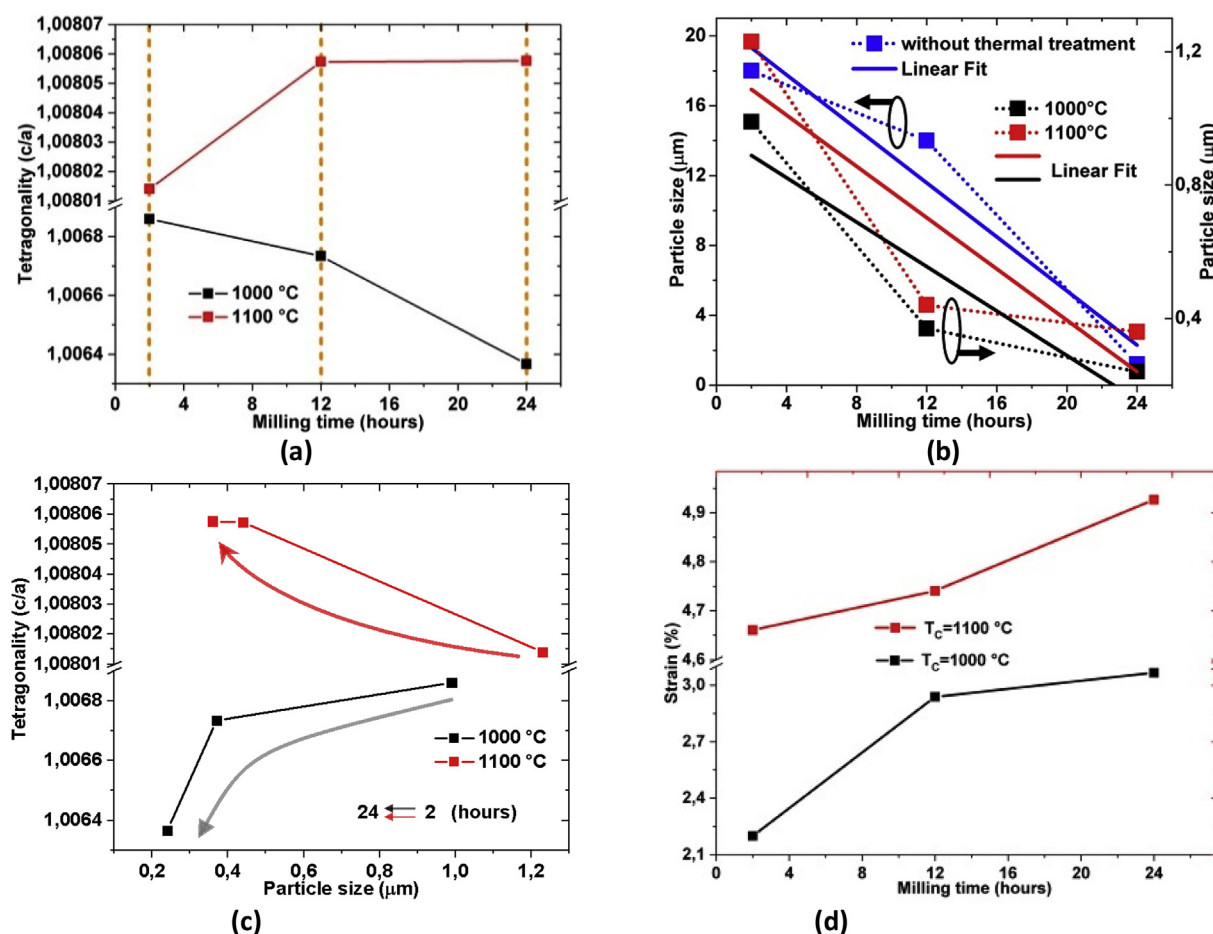 1,00807
1,00806
1,00805
1,00804
1,00803
1,00802
1,00801
1,0068
1,0066
1,0064
Tetragonality (c/a)
1000 °C
1100 °C
0 4 8 12 16 20 24
Milling time (hours)
(a)
20
16
12
8
4
0
Particle size (μm)
without thermal treatment
Linear Fit
1000°C
1100°C
Linear Fit
1,2
0,8
0,4
Particle size (μm)
0 4 8 12 16 20 24
Milling time (hours)
(b)
1,00807
1,00806
1,00805
1,00804
1,00803
1,00802
1,00801
1,0068
1,0066
1,0064
Tetragonality (c/a)
1000 °C
1100 °C
24 2 (hours)
0,2 0,4 0,6 0,8 1,0 1,2
Particle size (μm)
(c)
4,9
4,8
4,7
4,6
3,0
2,7
2,4
2,1
Strain (%)
TC=1100 °C
TC=1000 °C
0 4 8 12 16 20 24
Milling time (hours)
(d)